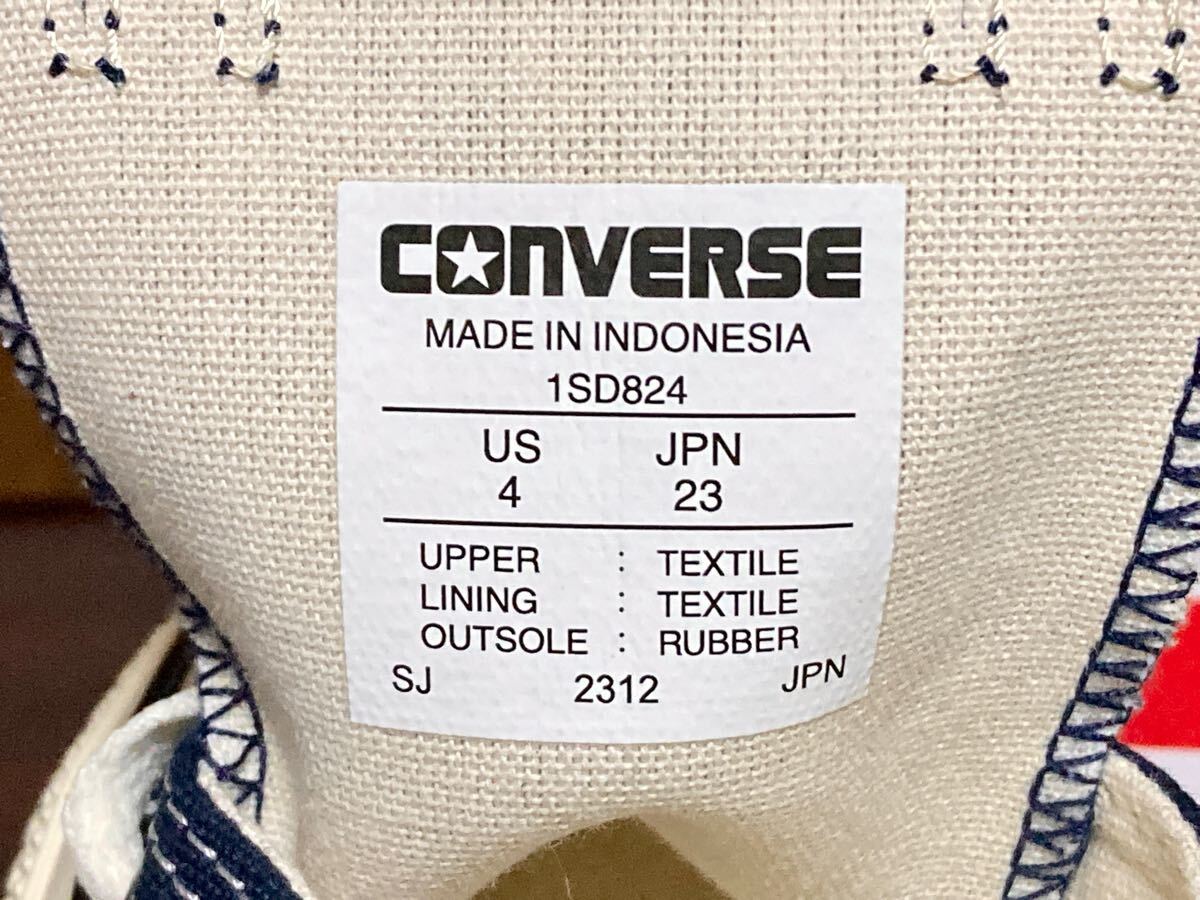 CONVERSE
MADE IN INDONESIA
1SD824
US JPN
4 23
UPPER : TEXTILE
LINING : TEXTILE
OUTSOLE : RUBBER
SJ 2312 JPN